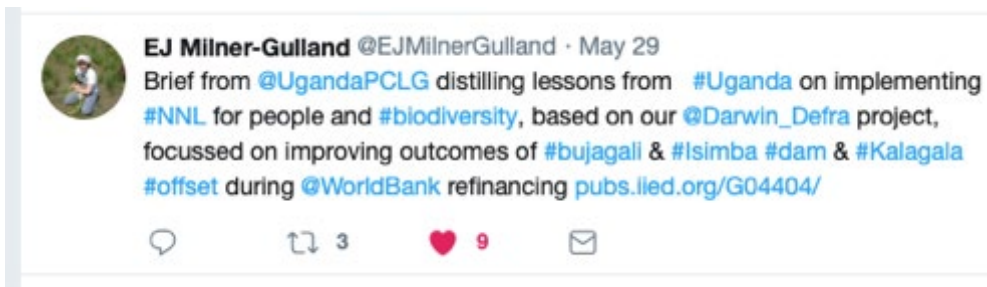 EJ Milner-Gulland @EJMilnerGulland · May 29
Brief from @UgandaPCLG distilling lessons from #Uganda on implementing
#NNL for people and #biodiversity, based on our @Darwin_Defra project,
focussed on improving outcomes of #bujagali & #Isimba #dam & #Kalagala
#offset during @WorldBank refinancing pubs.iied.org/G04404/
3 9